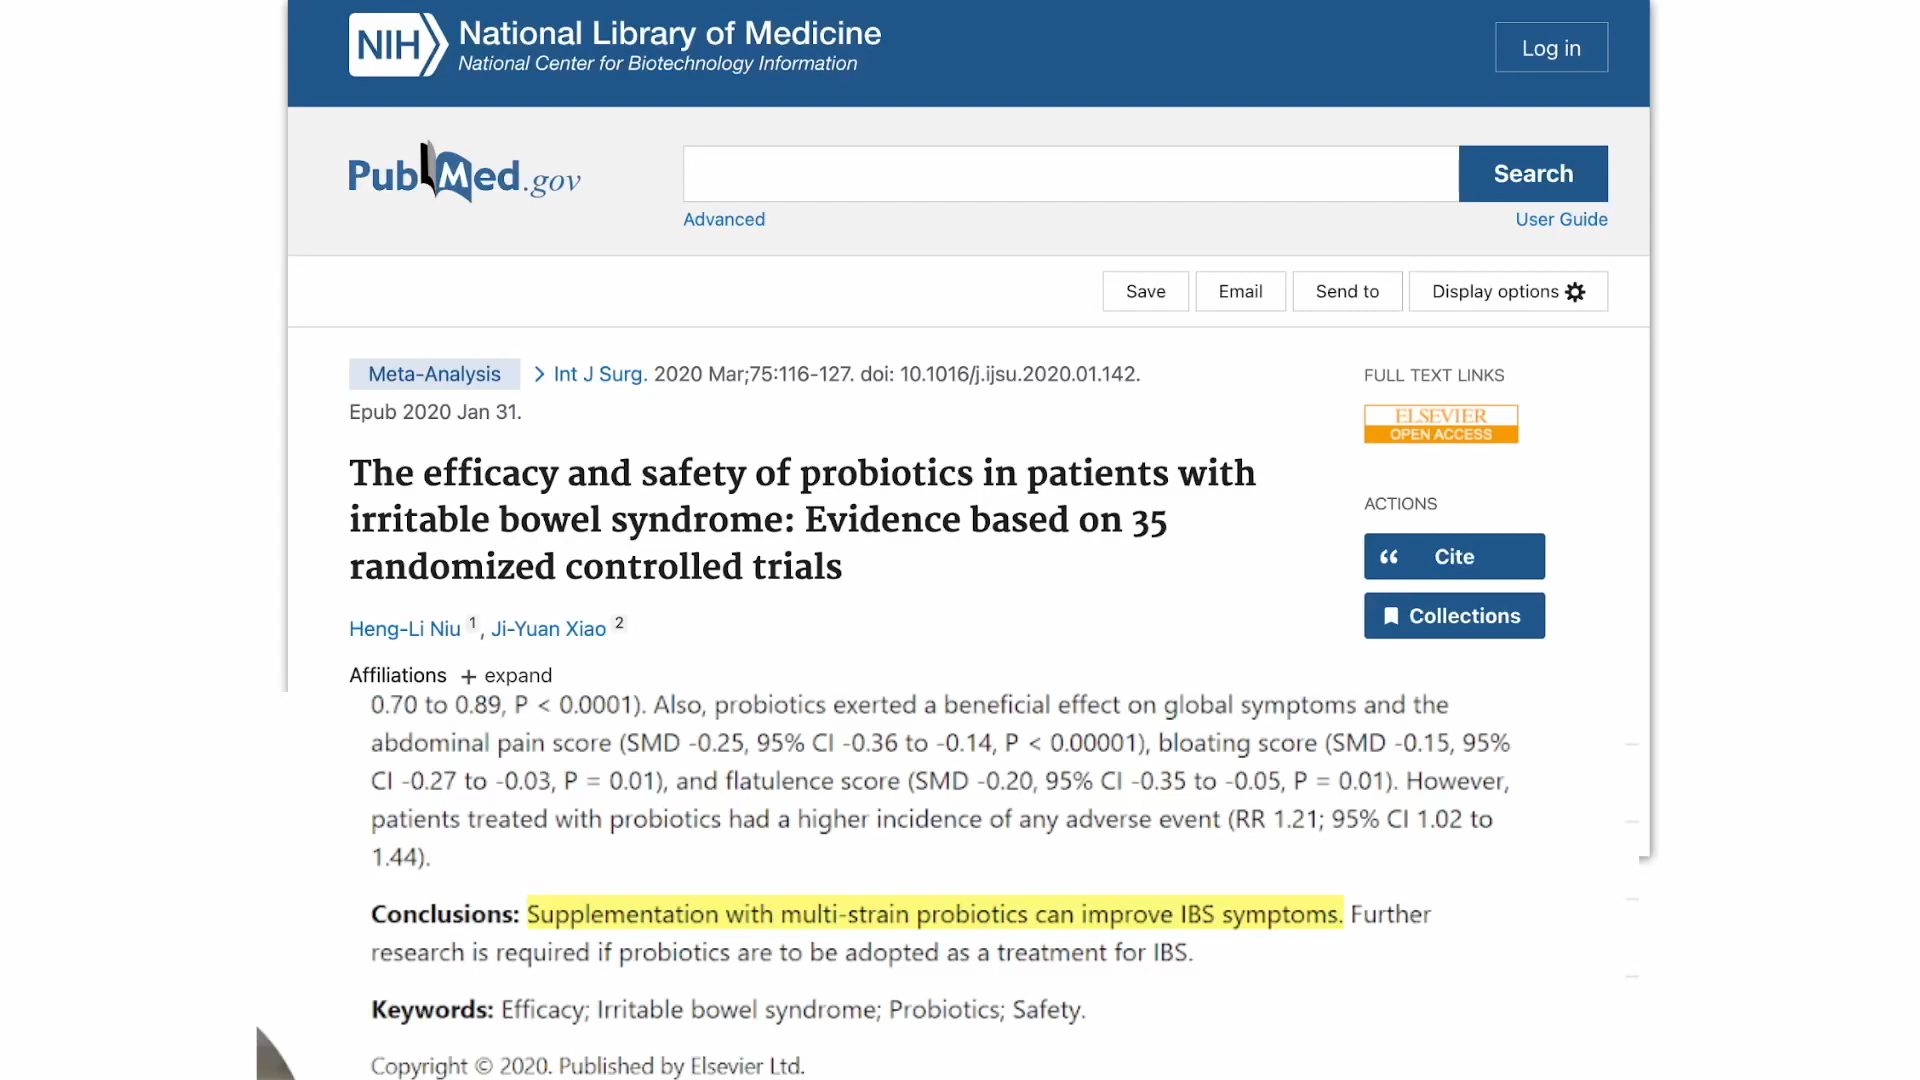 NIH National Library of Medicine
National Center for Biotechnology Information
Log in
PubMed.gov
Search
Advanced
User Guide
Save
Email
Send to
Display options
Meta-Analysis
Int J Surg. 2020 Mar;75:116-127. doi: 10.1016/j.ijsu.2020.01.142.
Epub 2020 Jan 31.
The efficacy and safety of probiotics in patients with
irritable bowel syndrome: Evidence based on 35
randomized controlled trials
Heng-Li Niu 1, Ji-Yuan Xiao 2
Affiliations + expand
FULL TEXT LINKS
ELSEVIER
OPEN ACCESS
ACTIONS
Cite
Collections
0.70 to 0.89, P < 0.0001). Also, probiotics exerted a beneficial effect on global symptoms and the
abdominal pain score (SMD -0.25, 95% CI -0.36 to -0.14, P < 0.00001), bloating score (SMD -0.15, 95%
CI -0.27 to -0.03, P = 0.01), and flatulence score (SMD -0.20, 95% CI -0.35 to -0.05, P = 0.01). However,
patients treated with probiotics had a higher incidence of any adverse event (RR 1.21; 95% CI 1.02 to
1.44).
Conclusions: Supplementation with multi-strain probiotics can improve IBS symptoms. Further
research is required if probiotics are to be adopted as a treatment for IBS.
Keywords: Efficacy; Irritable bowel syndrome; Probiotics; Safety.
Copyright © 2020. Published by Elsevier Ltd.